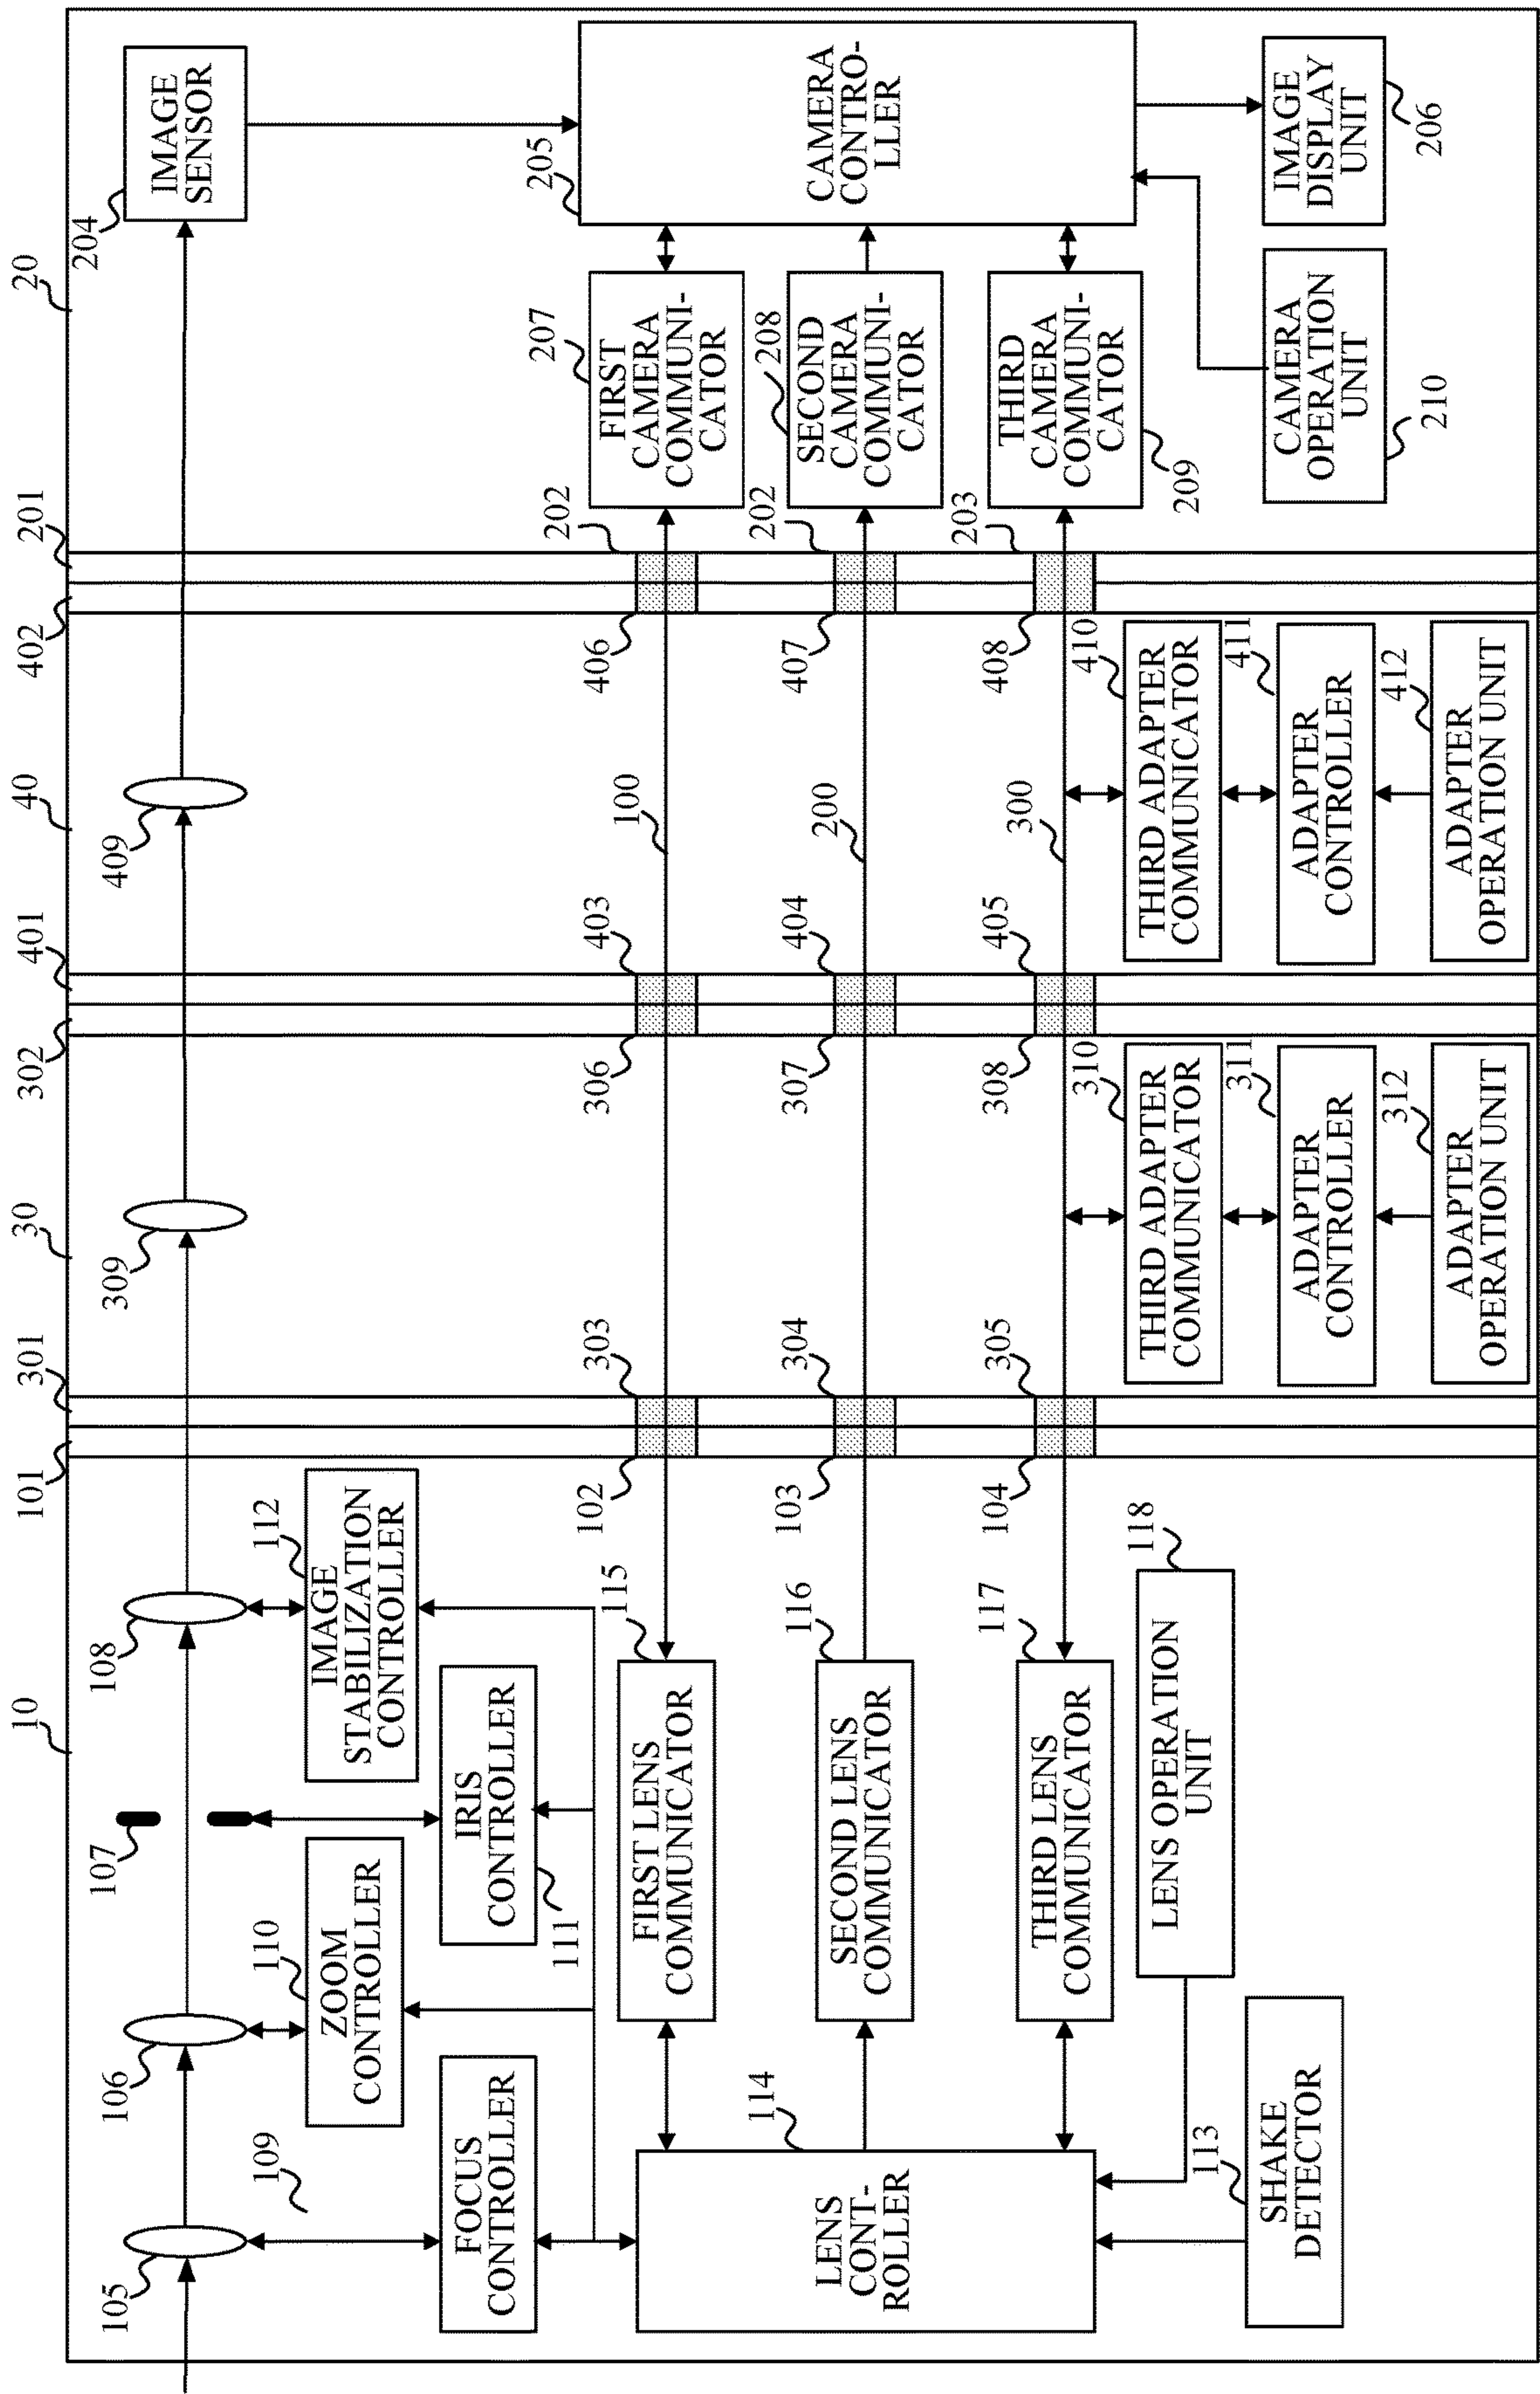 10
30
40
20
101
301
302
401
402
201
105
106
107
108
309
409
204
IMAGE
SENSOR
109
FOCUS
CONTROLLER
110
ZOOM
CONTROLLER
111
IRIS
CONTROLLER
112
IMAGE
STABILIZATION
CONTROLLER
114
LENS
CONT-
ROLLER
115
FIRST LENS
COMMUNICATOR
116
SECOND LENS
COMMUNICATOR
117
THIRD LENS
COMMUNICATOR
118
LENS OPERATION
UNIT
113
SHAKE
DETECTOR
102
303
103
304
104
305
306
403
307
404
308
405
100
200
300
406
202
407
202
408
203
310
THIRD ADAPTER
COMMUNICATOR
311
ADAPTER
CONTROLLER
312
ADAPTER
OPERATION UNIT
410
THIRD ADAPTER
COMMUNICATOR
411
ADAPTER
CONTROLLER
412
ADAPTER
OPERATION UNIT
207
FIRST
CAMERA
COMMUNI-
CATOR
208
SECOND
CAMERA
COMMUNI-
CATOR
209
THIRD
CAMERA
COMMUNI-
CATOR
205
CAMERA
CONTRO-
LLER
210
CAMERA
OPERATION
UNIT
206
IMAGE
DISPLAY
UNIT